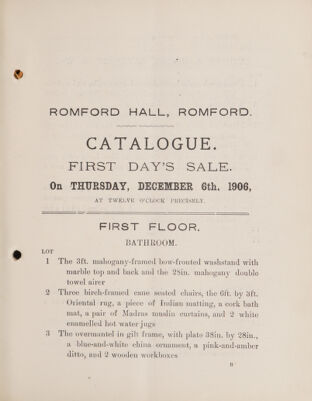 ROMFORD HALL, ROMFORD.
CATALOGUE.
FIRST DAY'S SALE.
On THURSDAY, DECEMBER 6th, 1906,
AT TWELVE O'CLOCK PRECISELY.
FIRST FLOOR.
BATHROOM.
LOT
1 The 3ft. mahogany-framed bow-fronted washstand with
marble top and back and the 28in. mahogany double
towel airer
2 Three birch-framed cane seated chairs, the 6ft. by 3ft.
Oriental rug, a piece of Indian matting, a cork bath
mat, a pair of Madras muslin curtains, and 2 white
enamelled hot water jugs
3 The overmantel in gilt frame, with plate 38in. by 28in.,
a blue-and-white china ornament, a pink-and-amber
ditto, and 2 wooden workboxes
B